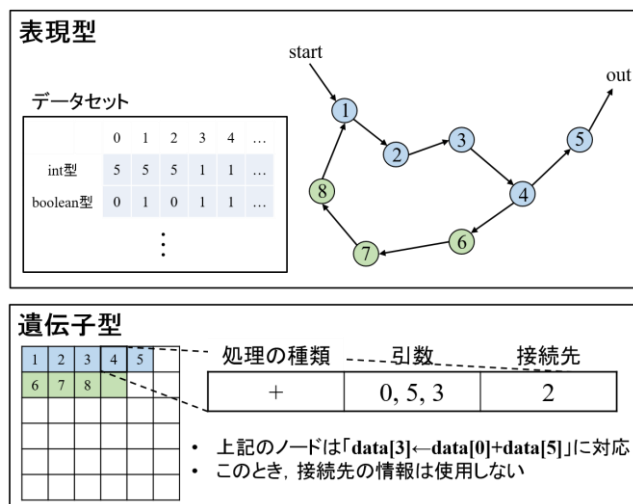 表現型
start
out
データセット
0 1 2 3 4 …
int型 5 5 5 1 1 …
boolean型 0 1 0 1 1 …
⋮
1
2
3
4
5
6
7
8
遺伝子型
1 2 3 4 5
6 7 8
処理の種類 引数 接続先
+ 0, 5, 3 2
• 上記のノードは「data[3]←data[0]+data[5]」に対応
• このとき，接続先の情報は使用しない